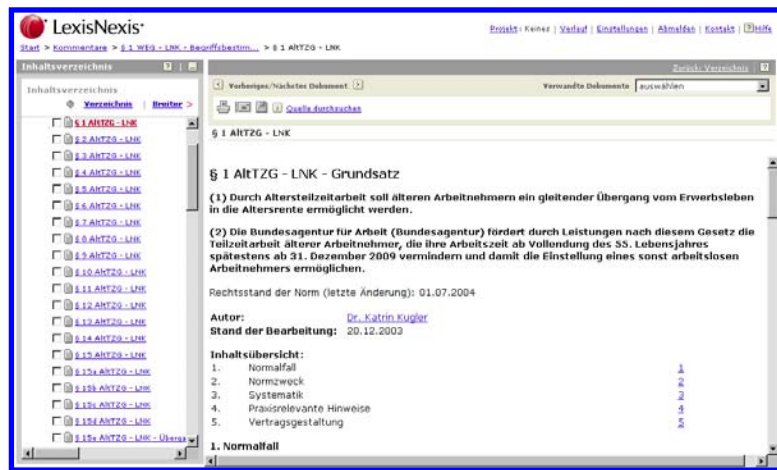 LexisNexis·
Projekt: Keines | Verlauf | Einstellungen | Abmelden | Kontakt | Hilfe
Start > Kommentare > § 1 WEG - LNK - Begriffsbestim... > § 1 AltTZG - LNK
Inhaltsverzeichnis
Zurück: Verzeichnis | ?
Inhaltsverzeichnis
Verzeichnis | Breiter >
Vorheriges/Nächstes Dokument
Verwandte Dokumente auswählen
Quelle durchsuchen
§ 1 AltTZG - LNK
§ 2 AltTZG - LNK
§ 3 AltTZG - LNK
§ 4 AltTZG - LNK
§ 5 AltTZG - LNK
§ 6 AltTZG - LNK
§ 7 AltTZG - LNK
§ 8 AltTZG - LNK
§ 9 AltTZG - LNK
§ 10 AltTZG - LNK
§ 11 AltTZG - LNK
§ 12 AltTZG - LNK
§ 13 AltTZG - LNK
§ 14 AltTZG - LNK
§ 15 AltTZG - LNK
§ 15a AltTZG - LNK
§ 15b AltTZG - LNK
§ 15c AltTZG - LNK
§ 15d AltTZG - LNK
§ 15e AltTZG - LNK - Überga
§ 1 AltTZG - LNK
§ 1 AltTZG - LNK - Grundsatz
(1) Durch Altersteilzeitarbeit soll älteren Arbeitnehmern ein gleitender Übergang vom Erwerbsleben
in die Altersrente ermöglicht werden.
(2) Die Bundesagentur für Arbeit (Bundesagentur) fördert durch Leistungen nach diesem Gesetz die
Teilzeitarbeit älterer Arbeitnehmer, die ihre Arbeitszeit ab Vollendung des 55. Lebensjahres
spätestens ab 31. Dezember 2009 vermindern und damit die Einstellung eines sonst arbeitslosen
Arbeitnehmers ermöglichen.
Rechtsstand der Norm (letzte Änderung): 01.07.2004
Autor: Dr. Katrin Kugler
Stand der Bearbeitung: 20.12.2003
Inhaltsübersicht:
1. Normalfall 1
2. Normzweck 2
3. Systematik 3
4. Praxisrelevante Hinweise 4
5. Vertragsgestaltung 5
1. Normalfall